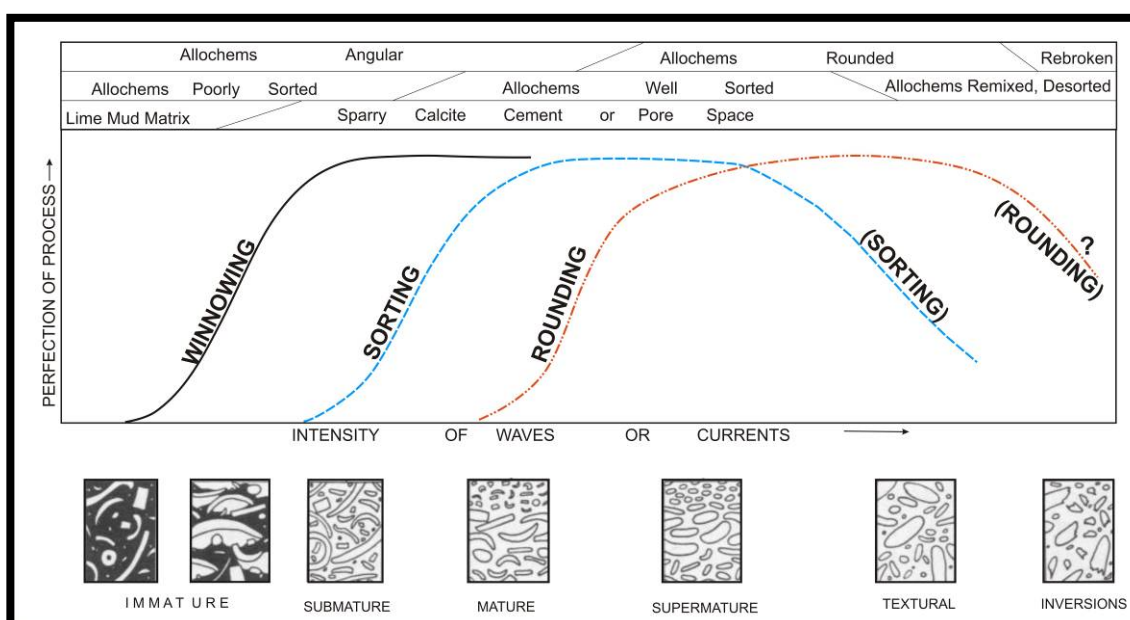 Allochems Angular Allochems Rounded Rebroken
Allochems Poorly Sorted Allochems Well Sorted Allochems Remixed, Desorted
Lime Mud Matrix Sparry Calcite Cement or Pore Space
PERFECTION OF PROCESS
WINNOWING
SORTING
ROUNDING
(SORTING)
(ROUNDING)
?
INTENSITY OF WAVES OR CURRENTS
IMMATURE SUBMATURE MATURE SUPERMATURE TEXTURAL INVERSIONS